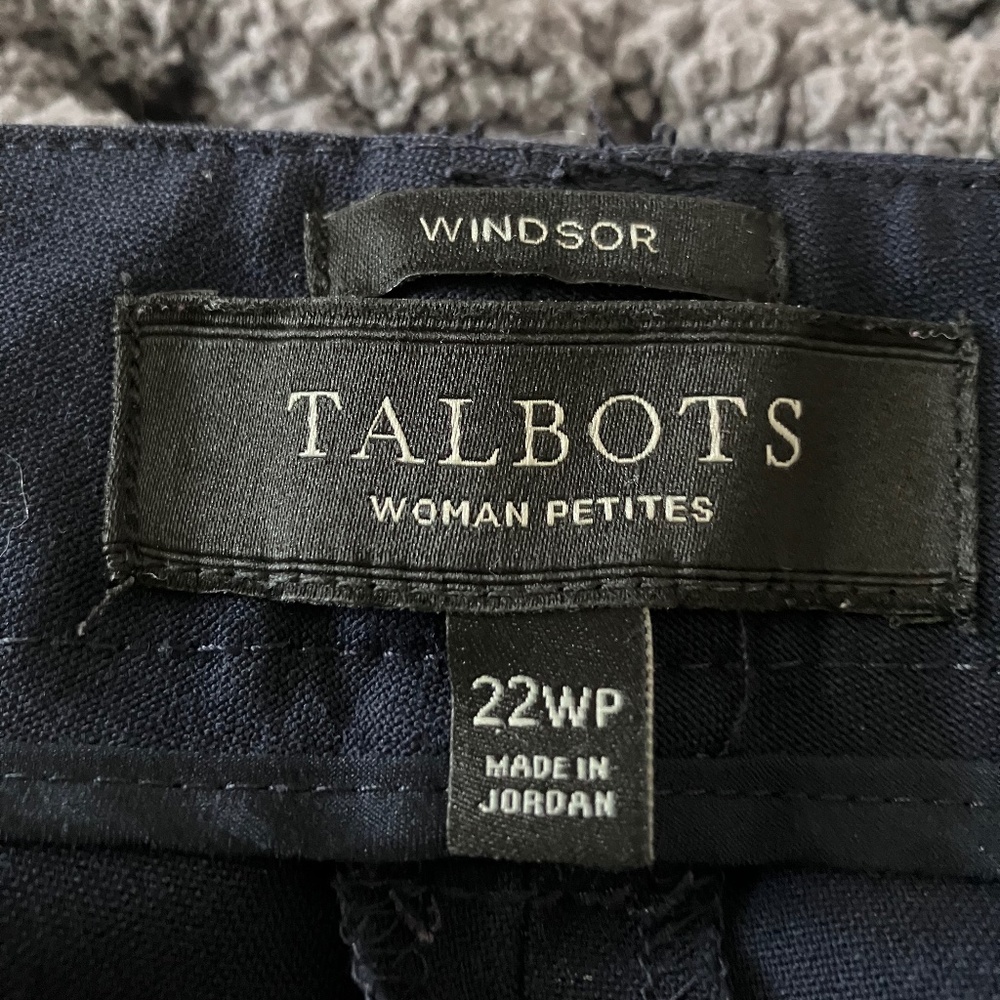 WINDSOR
TALBOTS
WOMAN PETITES
22WP
MADE IN
JORDAN